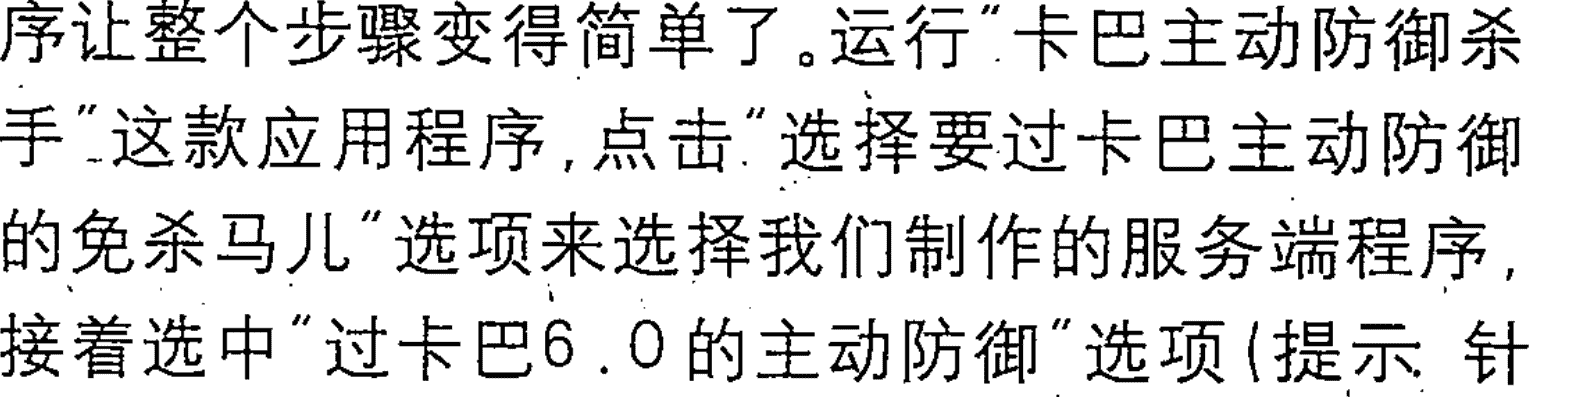 序让整个步骤变得简单了。运行“卡巴主动防御杀
手”这款应用程序，点击“选择要过卡巴主动防御
的免杀马儿”选项来选择我们制作的服务端程序，
接着选中“过卡巴6.0的主动防御”选项(提示 针